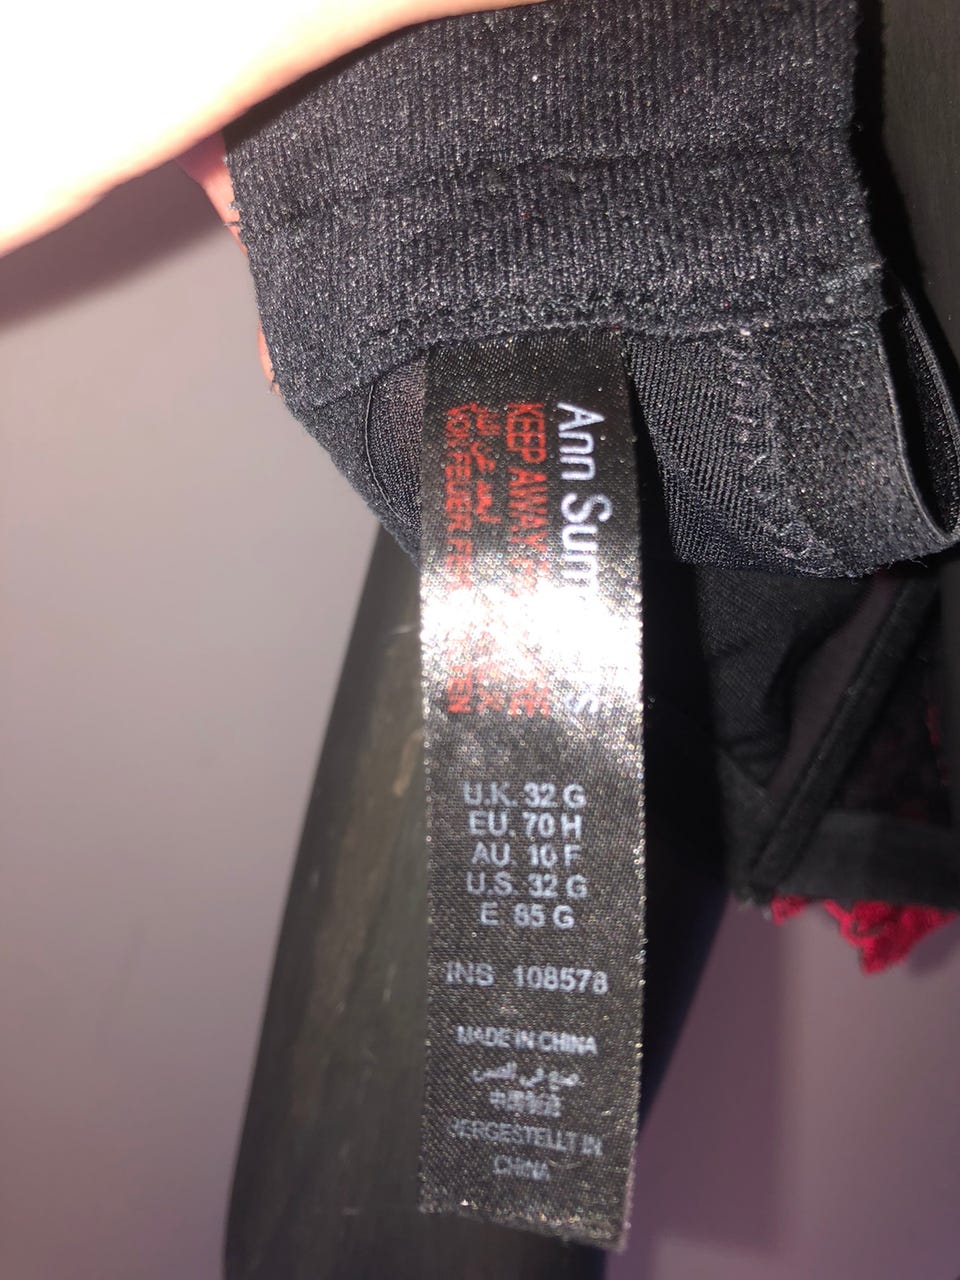 Ann Summers
KEEP AWAY
VON FEUER
U.K. 32 G
EU. 70 H
AU. 10 F
U.S. 32 G
E 85 G
INS 108578
MADE IN CHINA
صنع في الصين
中国制造
HERGESTELLT IN
CHINA